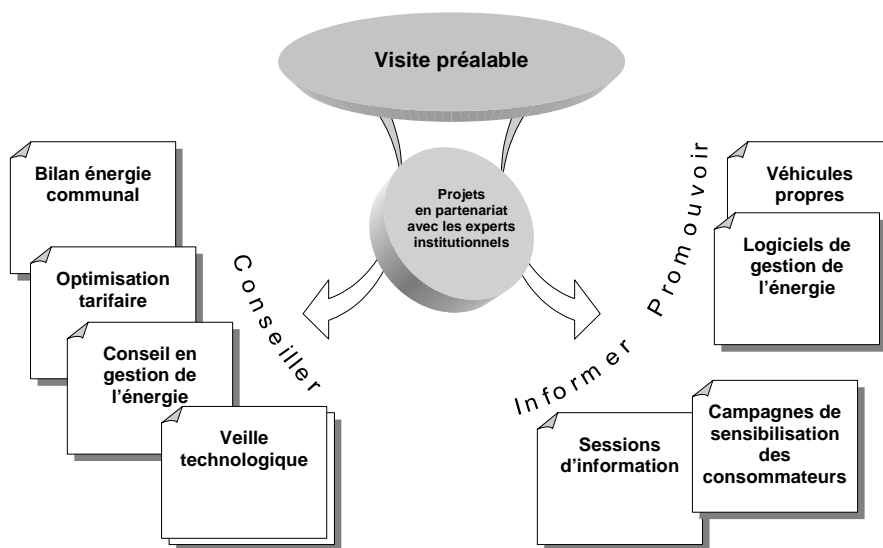 Visite préalable
Projets
en partenariat
avec les experts
institutionnels
Conseiller
Bilan énergie
communal
Optimisation
tarifaire
Conseil en
gestion de
l'énergie
Veille
technologique
Informer Promouvoir
Véhicules
propres
Logiciels de
gestion de
l'énergie
Sessions
d'information
Campagnes de
sensibilisation
des
consommateurs